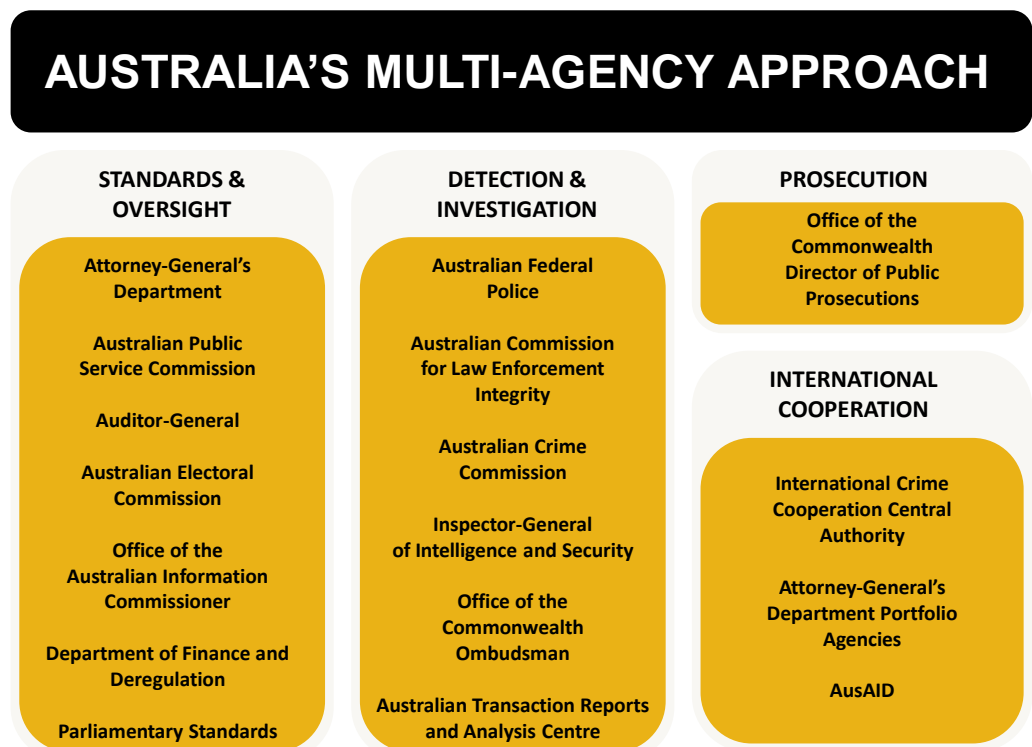 AUSTRALIA’S MULTI-AGENCY APPROACH
STANDARDS &
OVERSIGHT
Attorney-General’s
Department
Australian Public
Service Commission
Auditor-General
Australian Electoral
Commission
Office of the
Australian Information
Commissioner
Department of Finance and
Deregulation
Parliamentary Standards
DETECTION &
INVESTIGATION
Australian Federal
Police
Australian Commission
for Law Enforcement
Integrity
Australian Crime
Commission
Inspector-General
of Intelligence and Security
Office of the
Commonwealth
Ombudsman
Australian Transaction Reports
and Analysis Centre
PROSECUTION
Office of the
Commonwealth
Director of Public
Prosecutions
INTERNATIONAL
COOPERATION
International Crime
Cooperation Central
Authority
Attorney-General’s
Department Portfolio
Agencies
AusAID